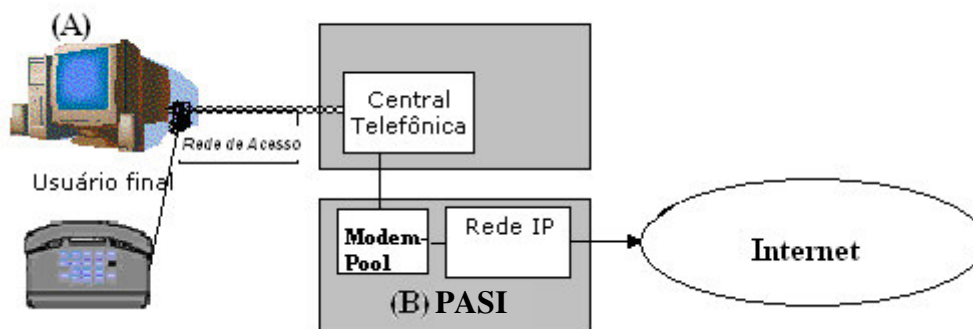 (A)
Central
Telefônica
Rede de Acesso
Usuário final
Modem-
Pool
Rede IP
Internet
(B) PASI